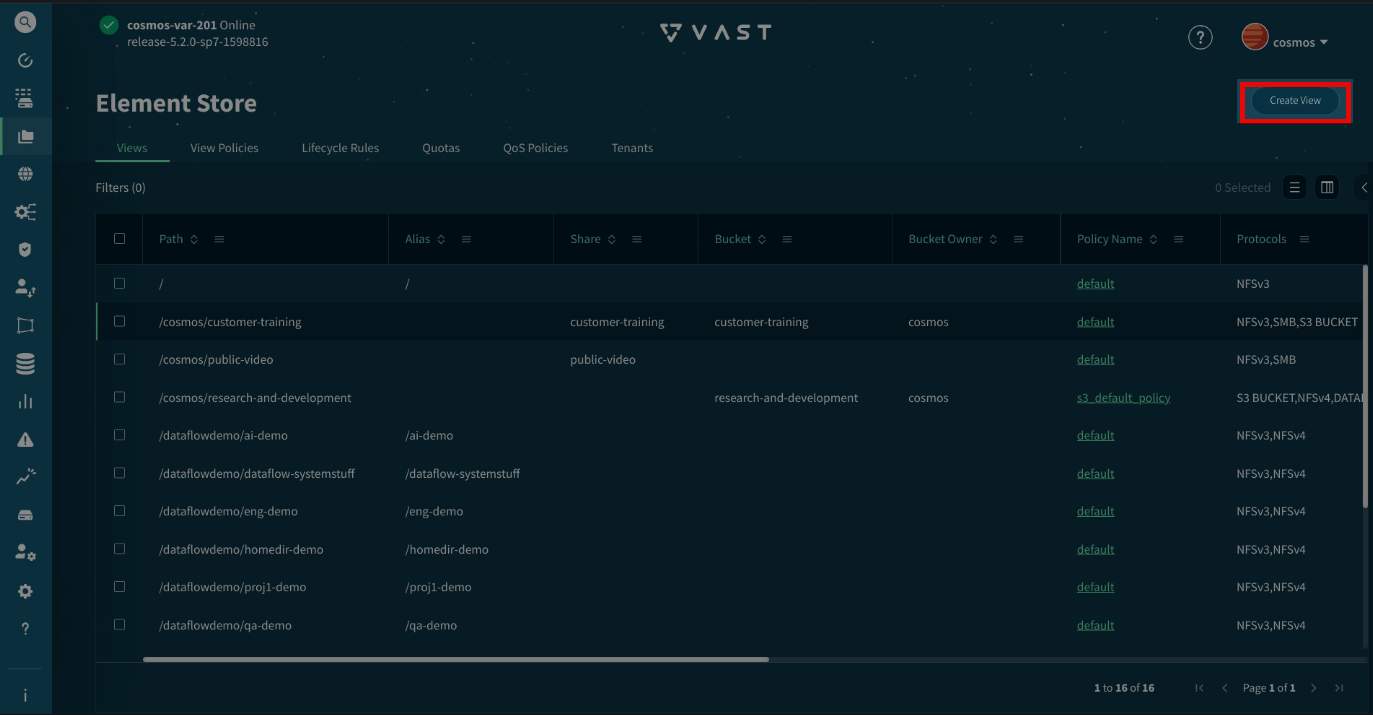 cosmos-var-201 Online
release-5.2.0-sp7-1598816
VAST
?
cosmos
Element Store
Create View
Views View Policies Lifecycle Rules Quotas QoS Policies Tenants
Filters (0)
0 Selected
Path Alias Share Bucket Bucket Owner Policy Name Protocols
/ / default NFSv3
/cosmos/customer-training customer-training customer-training cosmos default NFSv3,SMB,S3 BUCKET
/cosmos/public-video public-video default NFSv3,SMB
/cosmos/research-and-development research-and-development cosmos s3_default_policy S3 BUCKET,NFSv4,DATA
/dataflowdemo/ai-demo /ai-demo default NFSv3,NFSv4
/dataflowdemo/dataflow-systemstuff /dataflow-systemstuff default NFSv3,NFSv4
/dataflowdemo/eng-demo /eng-demo default NFSv3,NFSv4
/dataflowdemo/homedir-demo /homedir-demo default NFSv3,NFSv4
/dataflowdemo/proj1-demo /proj1-demo default NFSv3,NFSv4
/dataflowdemo/qa-demo /qa-demo default NFSv3,NFSv4
?
i
1 to 16 of 16 Page 1 of 1